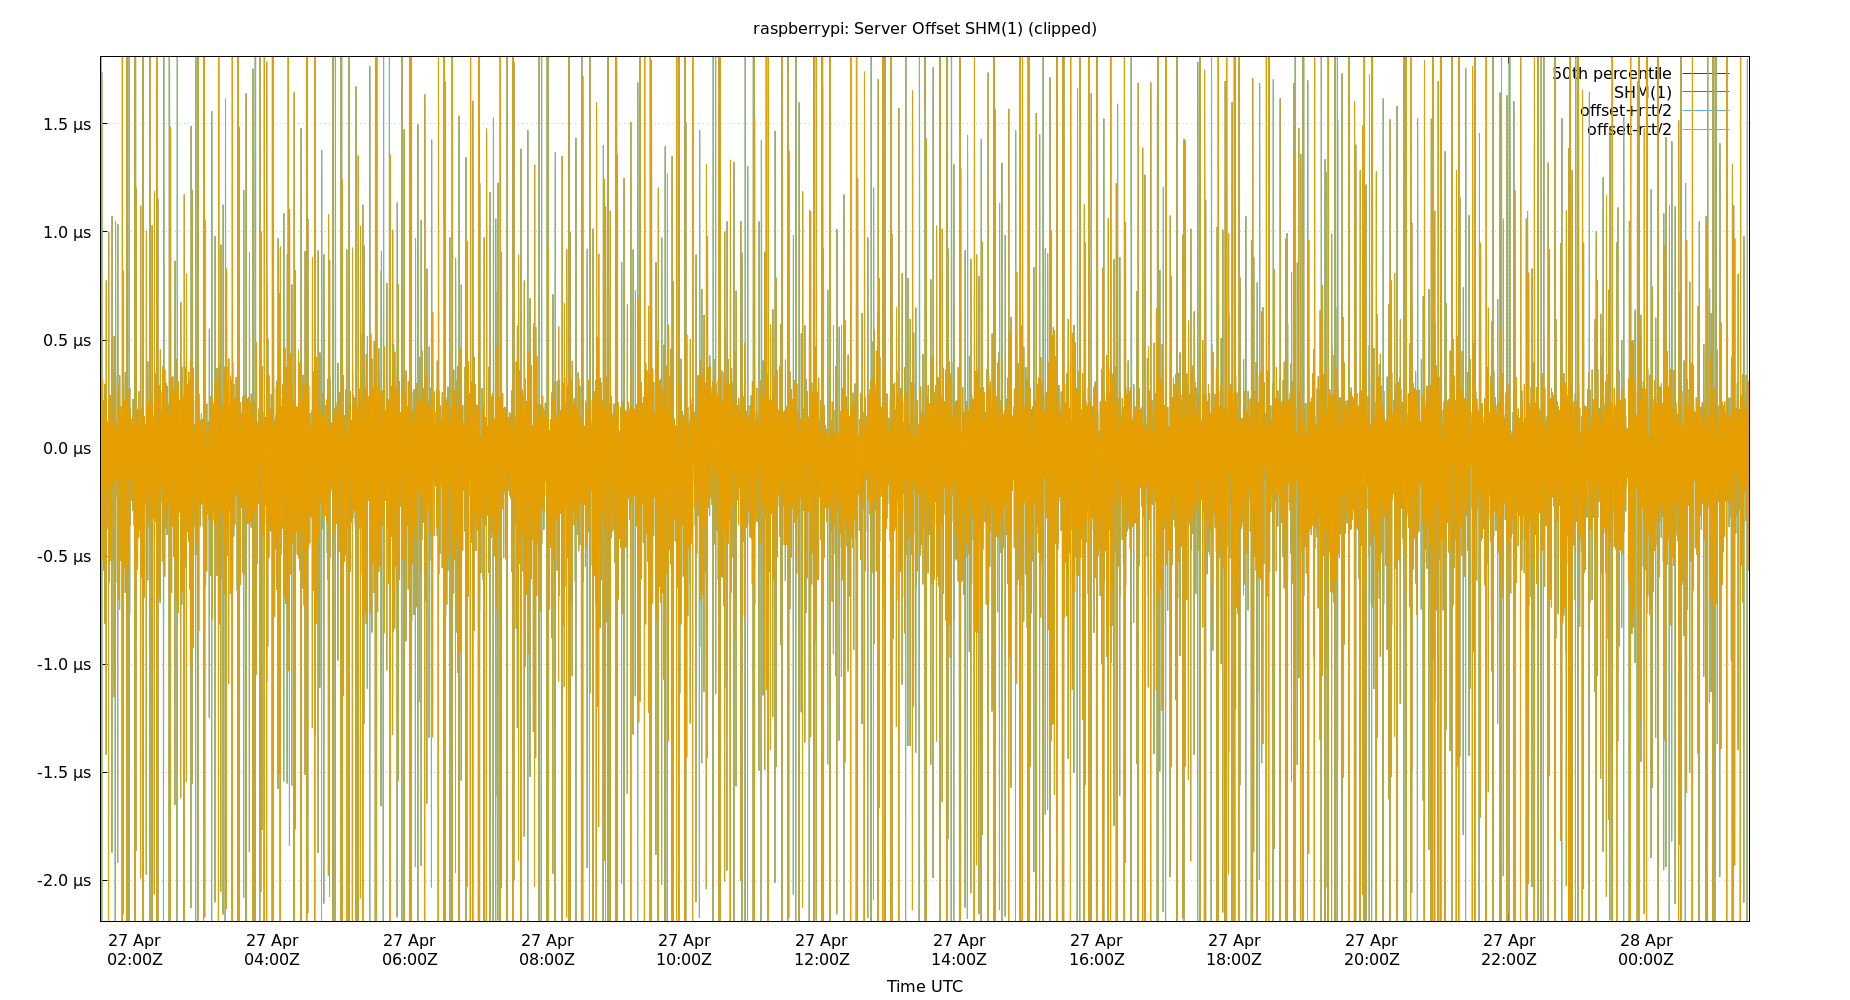 raspberrypi: Server Offset SHM(1) (clipped)
50th percentile
SHM(1)
offset+rtt/2
offset-rtt/2
1.5 µs
1.0 µs
0.5 µs
0.0 µs
-0.5 µs
-1.0 µs
-1.5 µs
-2.0 µs
27 Apr 27 Apr 27 Apr 27 Apr 27 Apr 27 Apr 27 Apr 27 Apr 27 Apr 27 Apr 27 Apr 28 Apr
02:00Z 04:00Z 06:00Z 08:00Z 10:00Z 12:00Z 14:00Z 16:00Z 18:00Z 20:00Z 22:00Z 00:00Z
Time UTC